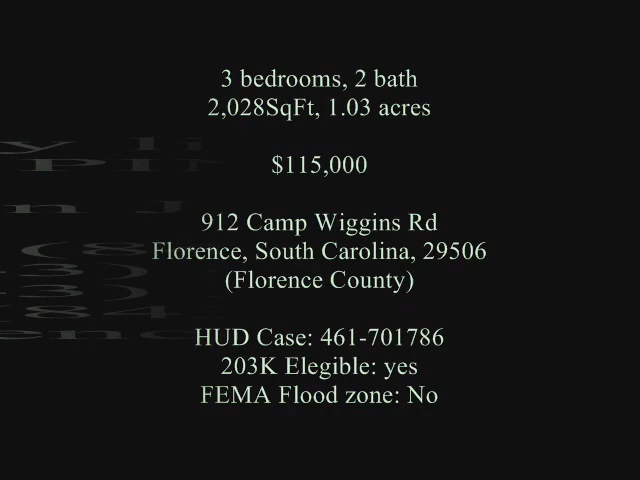 3 bedrooms, 2 bath
2,028SqFt, 1.03 acres
$115,000
912 Camp Wiggins Rd
Florence, South Carolina, 29506
(Florence County)
HUD Case: 461-701786
203K Elegible: yes
FEMA Flood zone: No